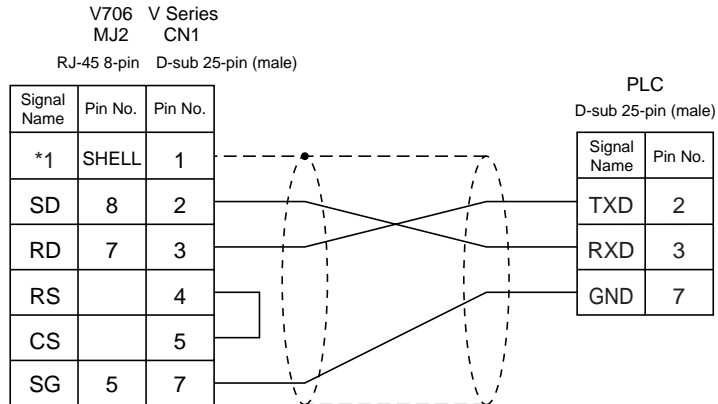 V706 V Series
MJ2 CN1
RJ-45 8-pin D-sub 25-pin (male)
Signal Name Pin No. Pin No.
*1 SHELL 1
SD 8 2
RD 7 3
RS 4
CS 5
SG 5 7
PLC
D-sub 25-pin (male)
Signal Name Pin No.
TXD 2
RXD 3
GND 7